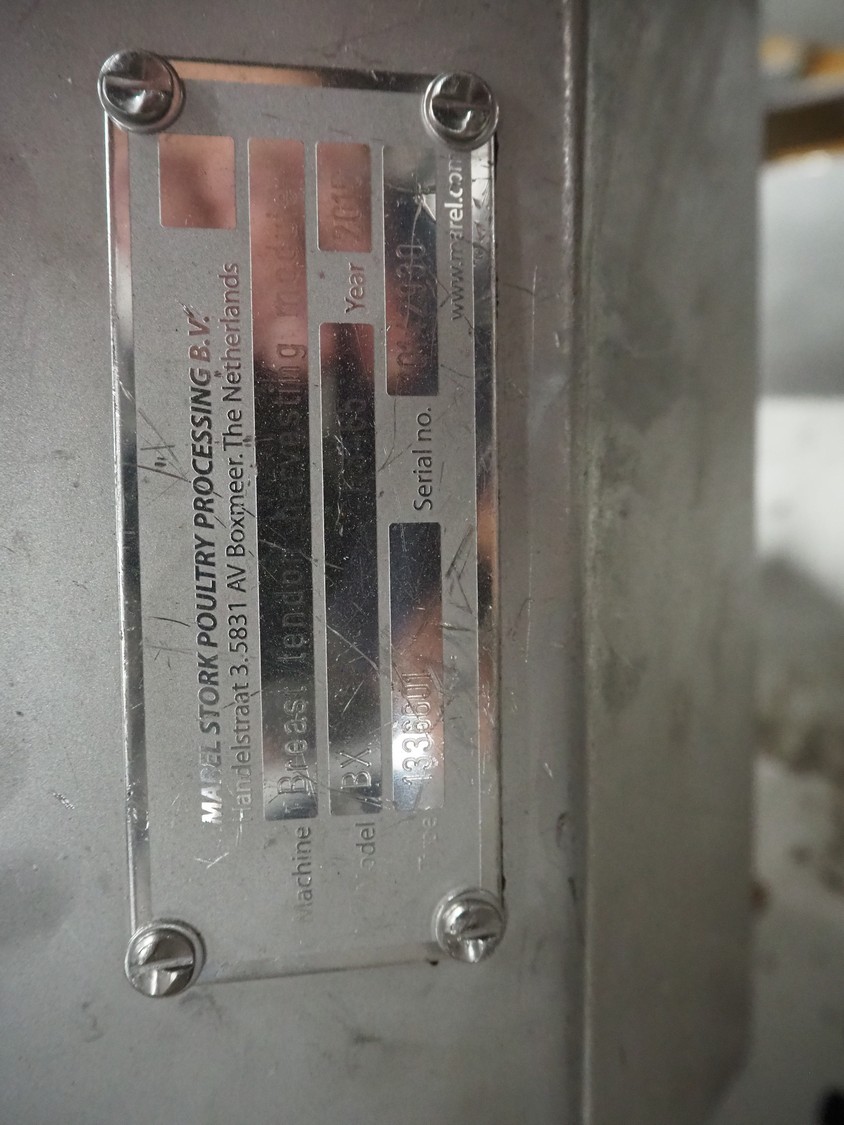 MAREL STORK POULTRY PROCESSING B.V.
Handelstraat 3. 5831 AV Boxmeer. The Netherlands
Machine Breast tendon harvesting module
Model BX Year
Type Serial no.
www.marel.com